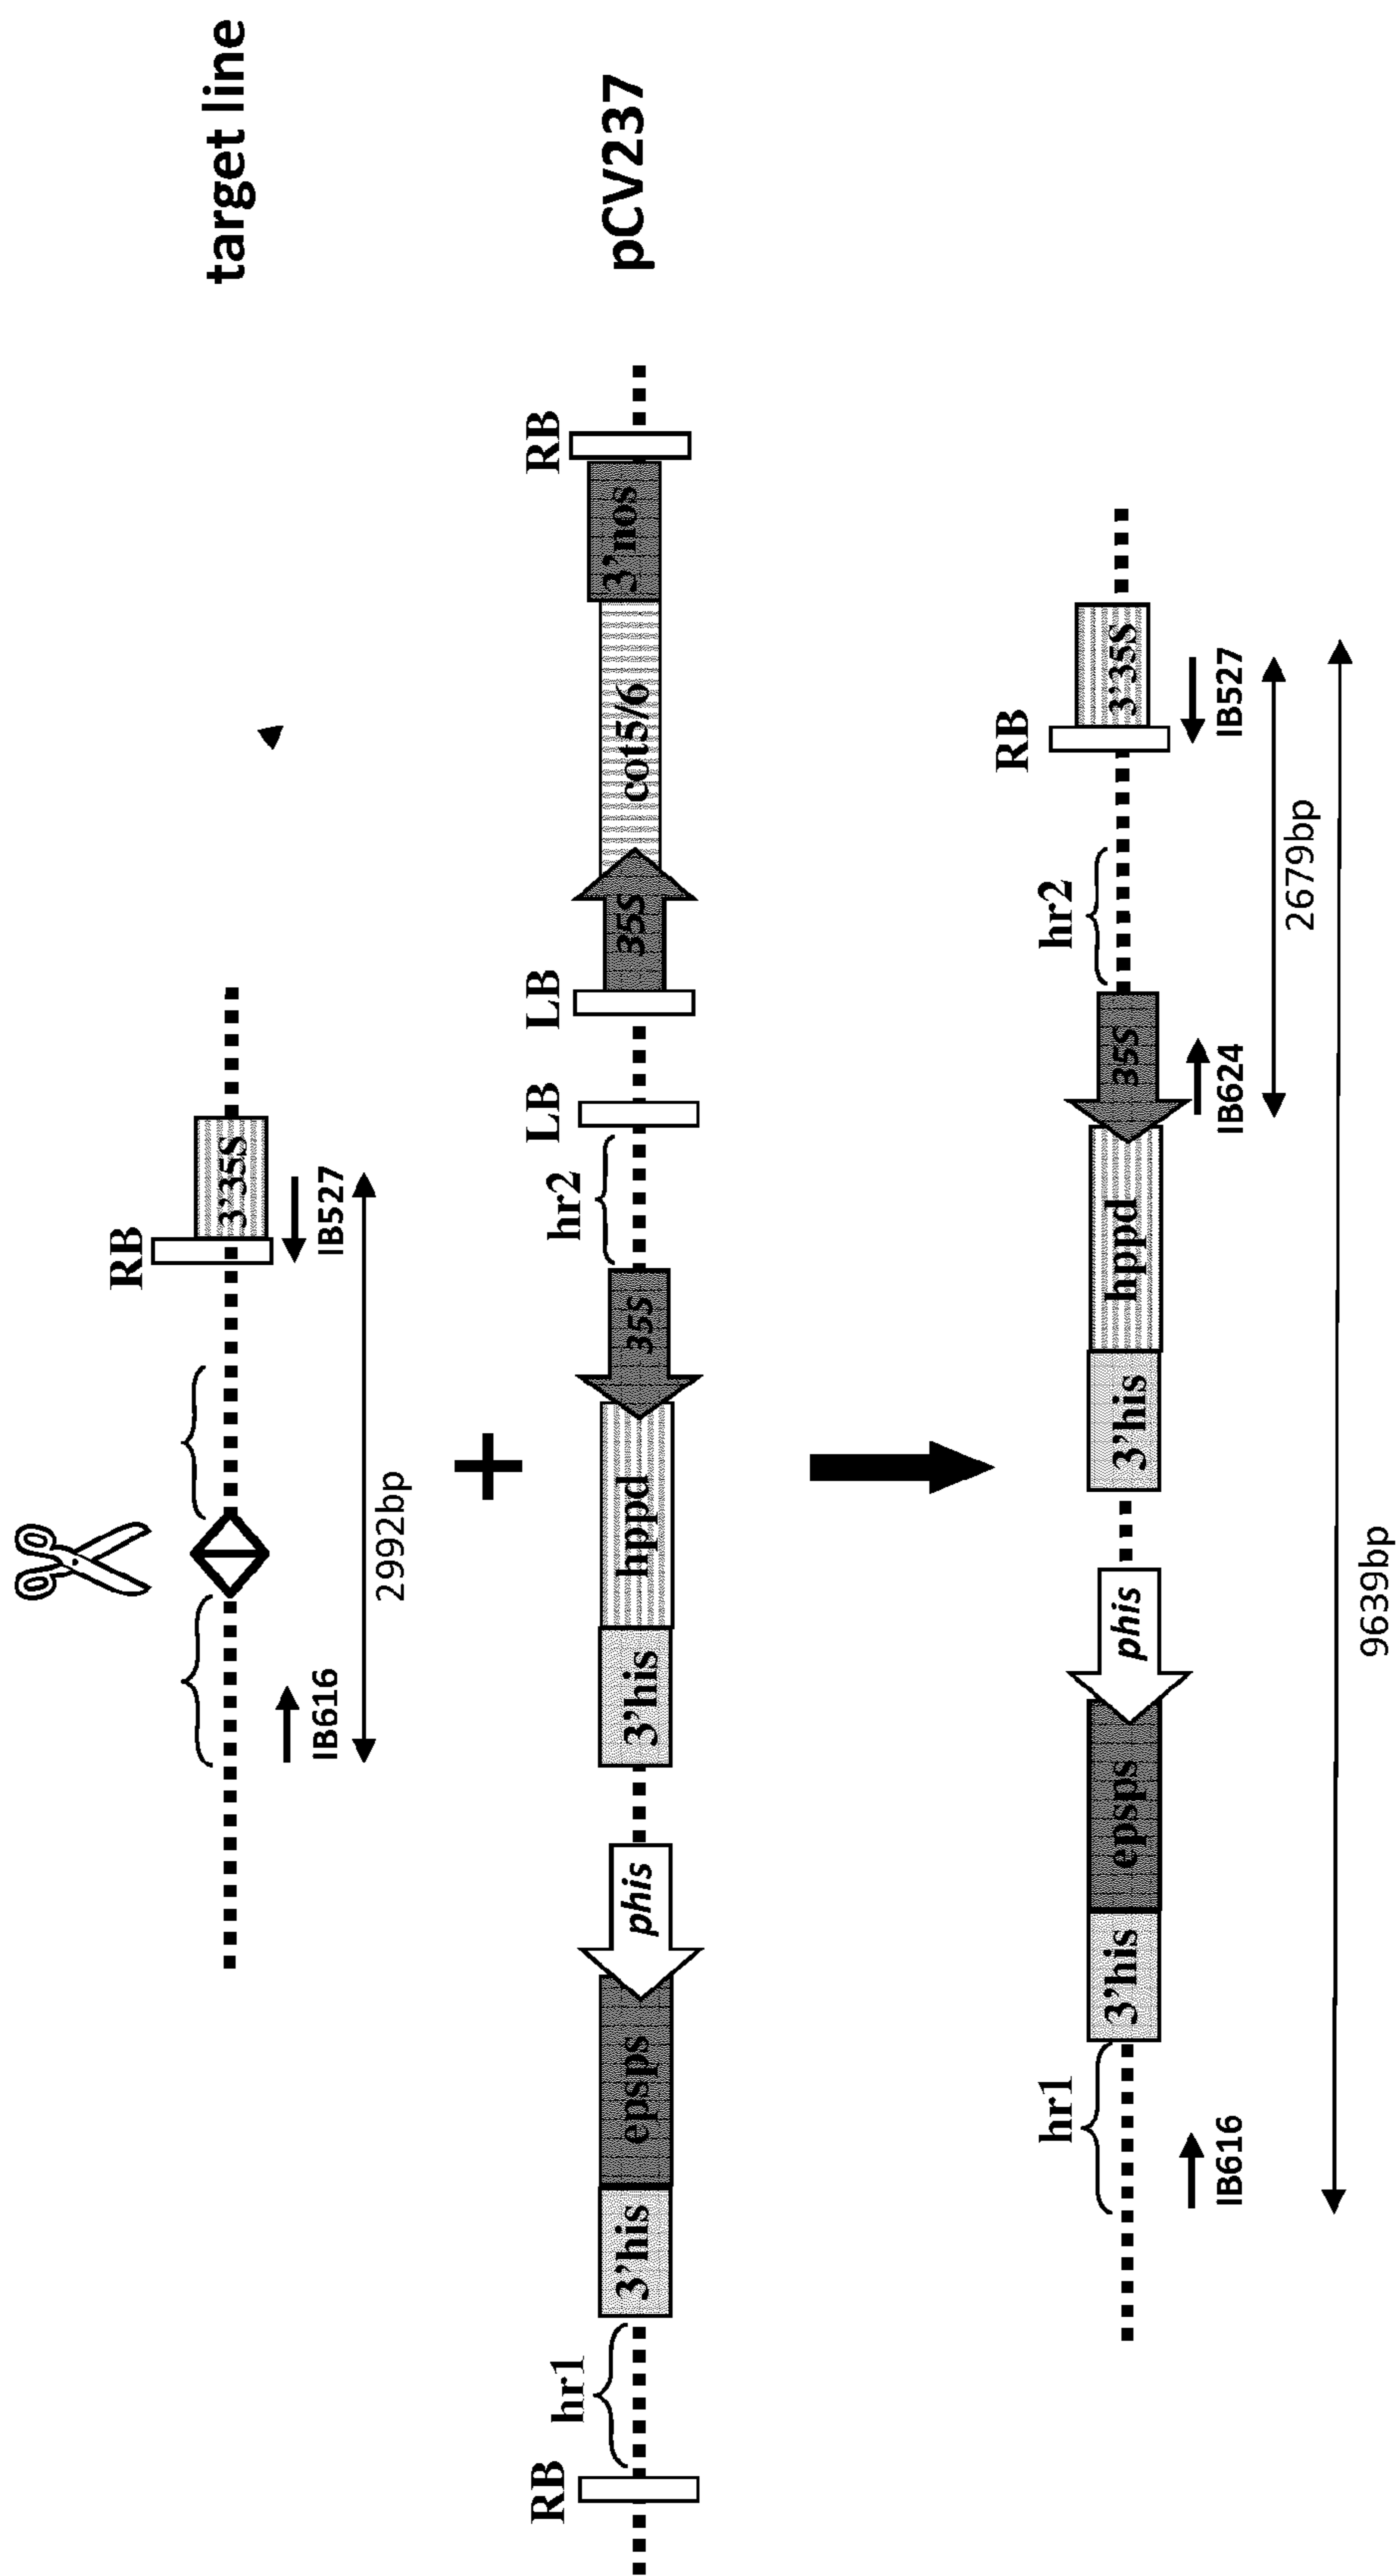 RB
3'35S
target line
IB616
IB527
2992bp
RB
hr1
3'his
epsps
phis
3'his
hppd
35S
hr2
LB
LB
35S
cot5/6
3'nos
RB
pCV237
hr1
3'his
epsps
phis
3'his
hppd
35S
hr2
RB
3'35S
IB616
IB624
IB527
2679bp
9639bp